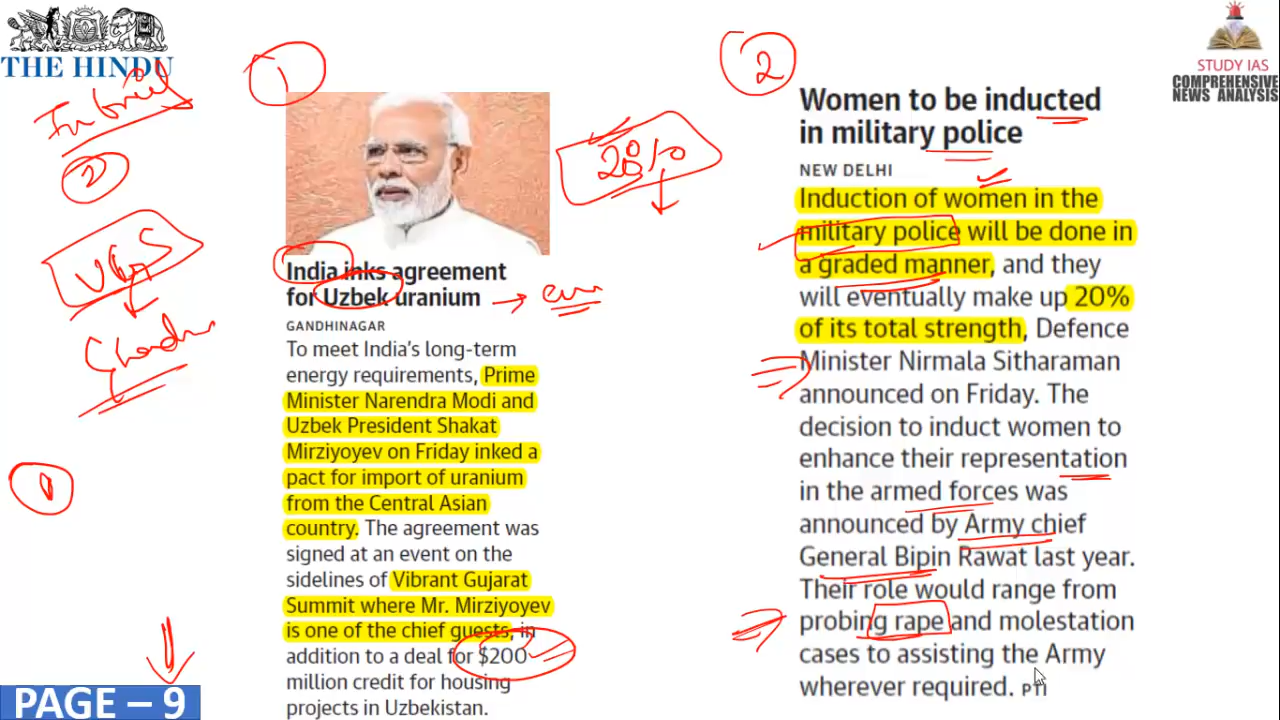 THE HINDU
In brief
2
VGS
1
PAGE – 9
1
India inks agreement
for Uzbek uranium
GANDHINAGAR
To meet India's long-term
energy requirements, Prime
Minister Narendra Modi and
Uzbek President Shakat
Mirziyoyev on Friday inked a
pact for import of uranium
from the Central Asian
country. The agreement was
signed at an event on the
sidelines of Vibrant Gujarat
Summit where Mr. Mirziyoyev
is one of the chief guests, in
addition to a deal for $200
million credit for housing
projects in Uzbekistan.
20%
2
Women to be inducted
in military police
NEW DELHI
Induction of women in the
military police will be done in
a graded manner, and they
will eventually make up 20%
of its total strength, Defence
Minister Nirmala Sitharaman
announced on Friday. The
decision to induct women to
enhance their representation
in the armed forces was
announced by Army chief
General Bipin Rawat last year.
Their role would range from
probing rape and molestation
cases to assisting the Army
wherever required. PTI
STUDY IAS
COMPREHENSIVE
NEWS ANALYSIS